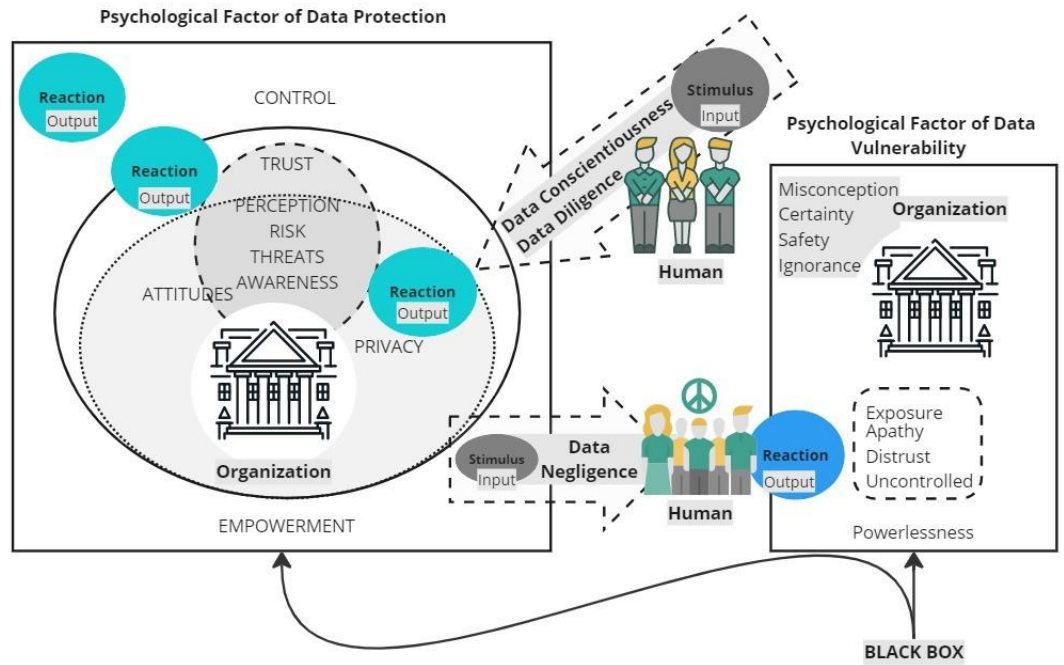 Psychological Factor of Data Protection
Reaction
Output
CONTROL
Reaction
Output
TRUST
PERCEPTION
RISK
THREATS
AWARENESS
ATTITUDES
Reaction
Output
PRIVACY
Organization
EMPOWERMENT
Stimulus
Input
Data Conscientiousness
Data Diligence
Human
Stimulus
Input
Data
Negligence
Human
Psychological Factor of Data
Vulnerability
Misconception
Certainty
Safety
Ignorance
Organization
Reaction
Output
Exposure
Apathy
Distrust
Uncontrolled
Powerlessness
BLACK BOX